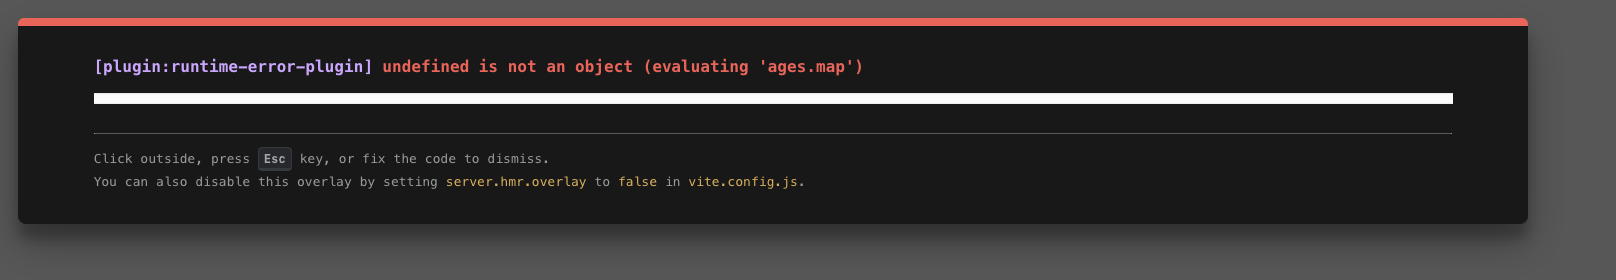 [plugin:runtime-error-plugin] undefined is not an object (evaluating 'ages.map')
Click outside, press Esc key, or fix the code to dismiss.
You can also disable this overlay by setting server.hmr.overlay to false in vite.config.js.